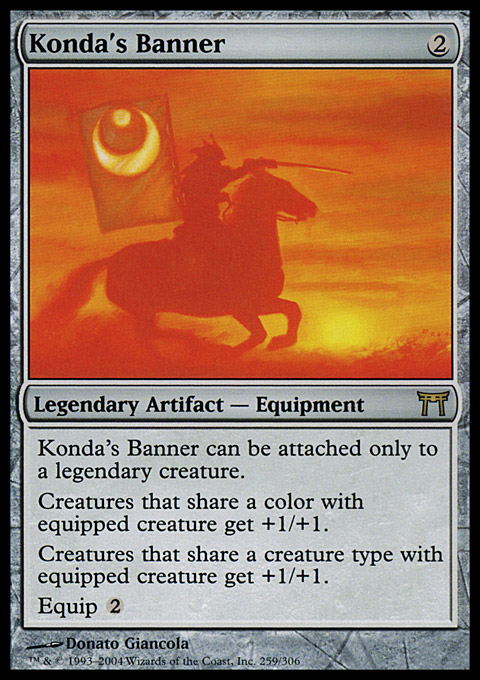 Konda's Banner 2
Legendary Artifact — Equipment
Konda's Banner can be attached only to
a legendary creature.
Creatures that share a color with
equipped creature get +1/+1.
Creatures that share a creature type with
equipped creature get +1/+1.
Equip 2
Donato Giancola
™ & © 1993–2004 Wizards of the Coast, Inc. 259/306